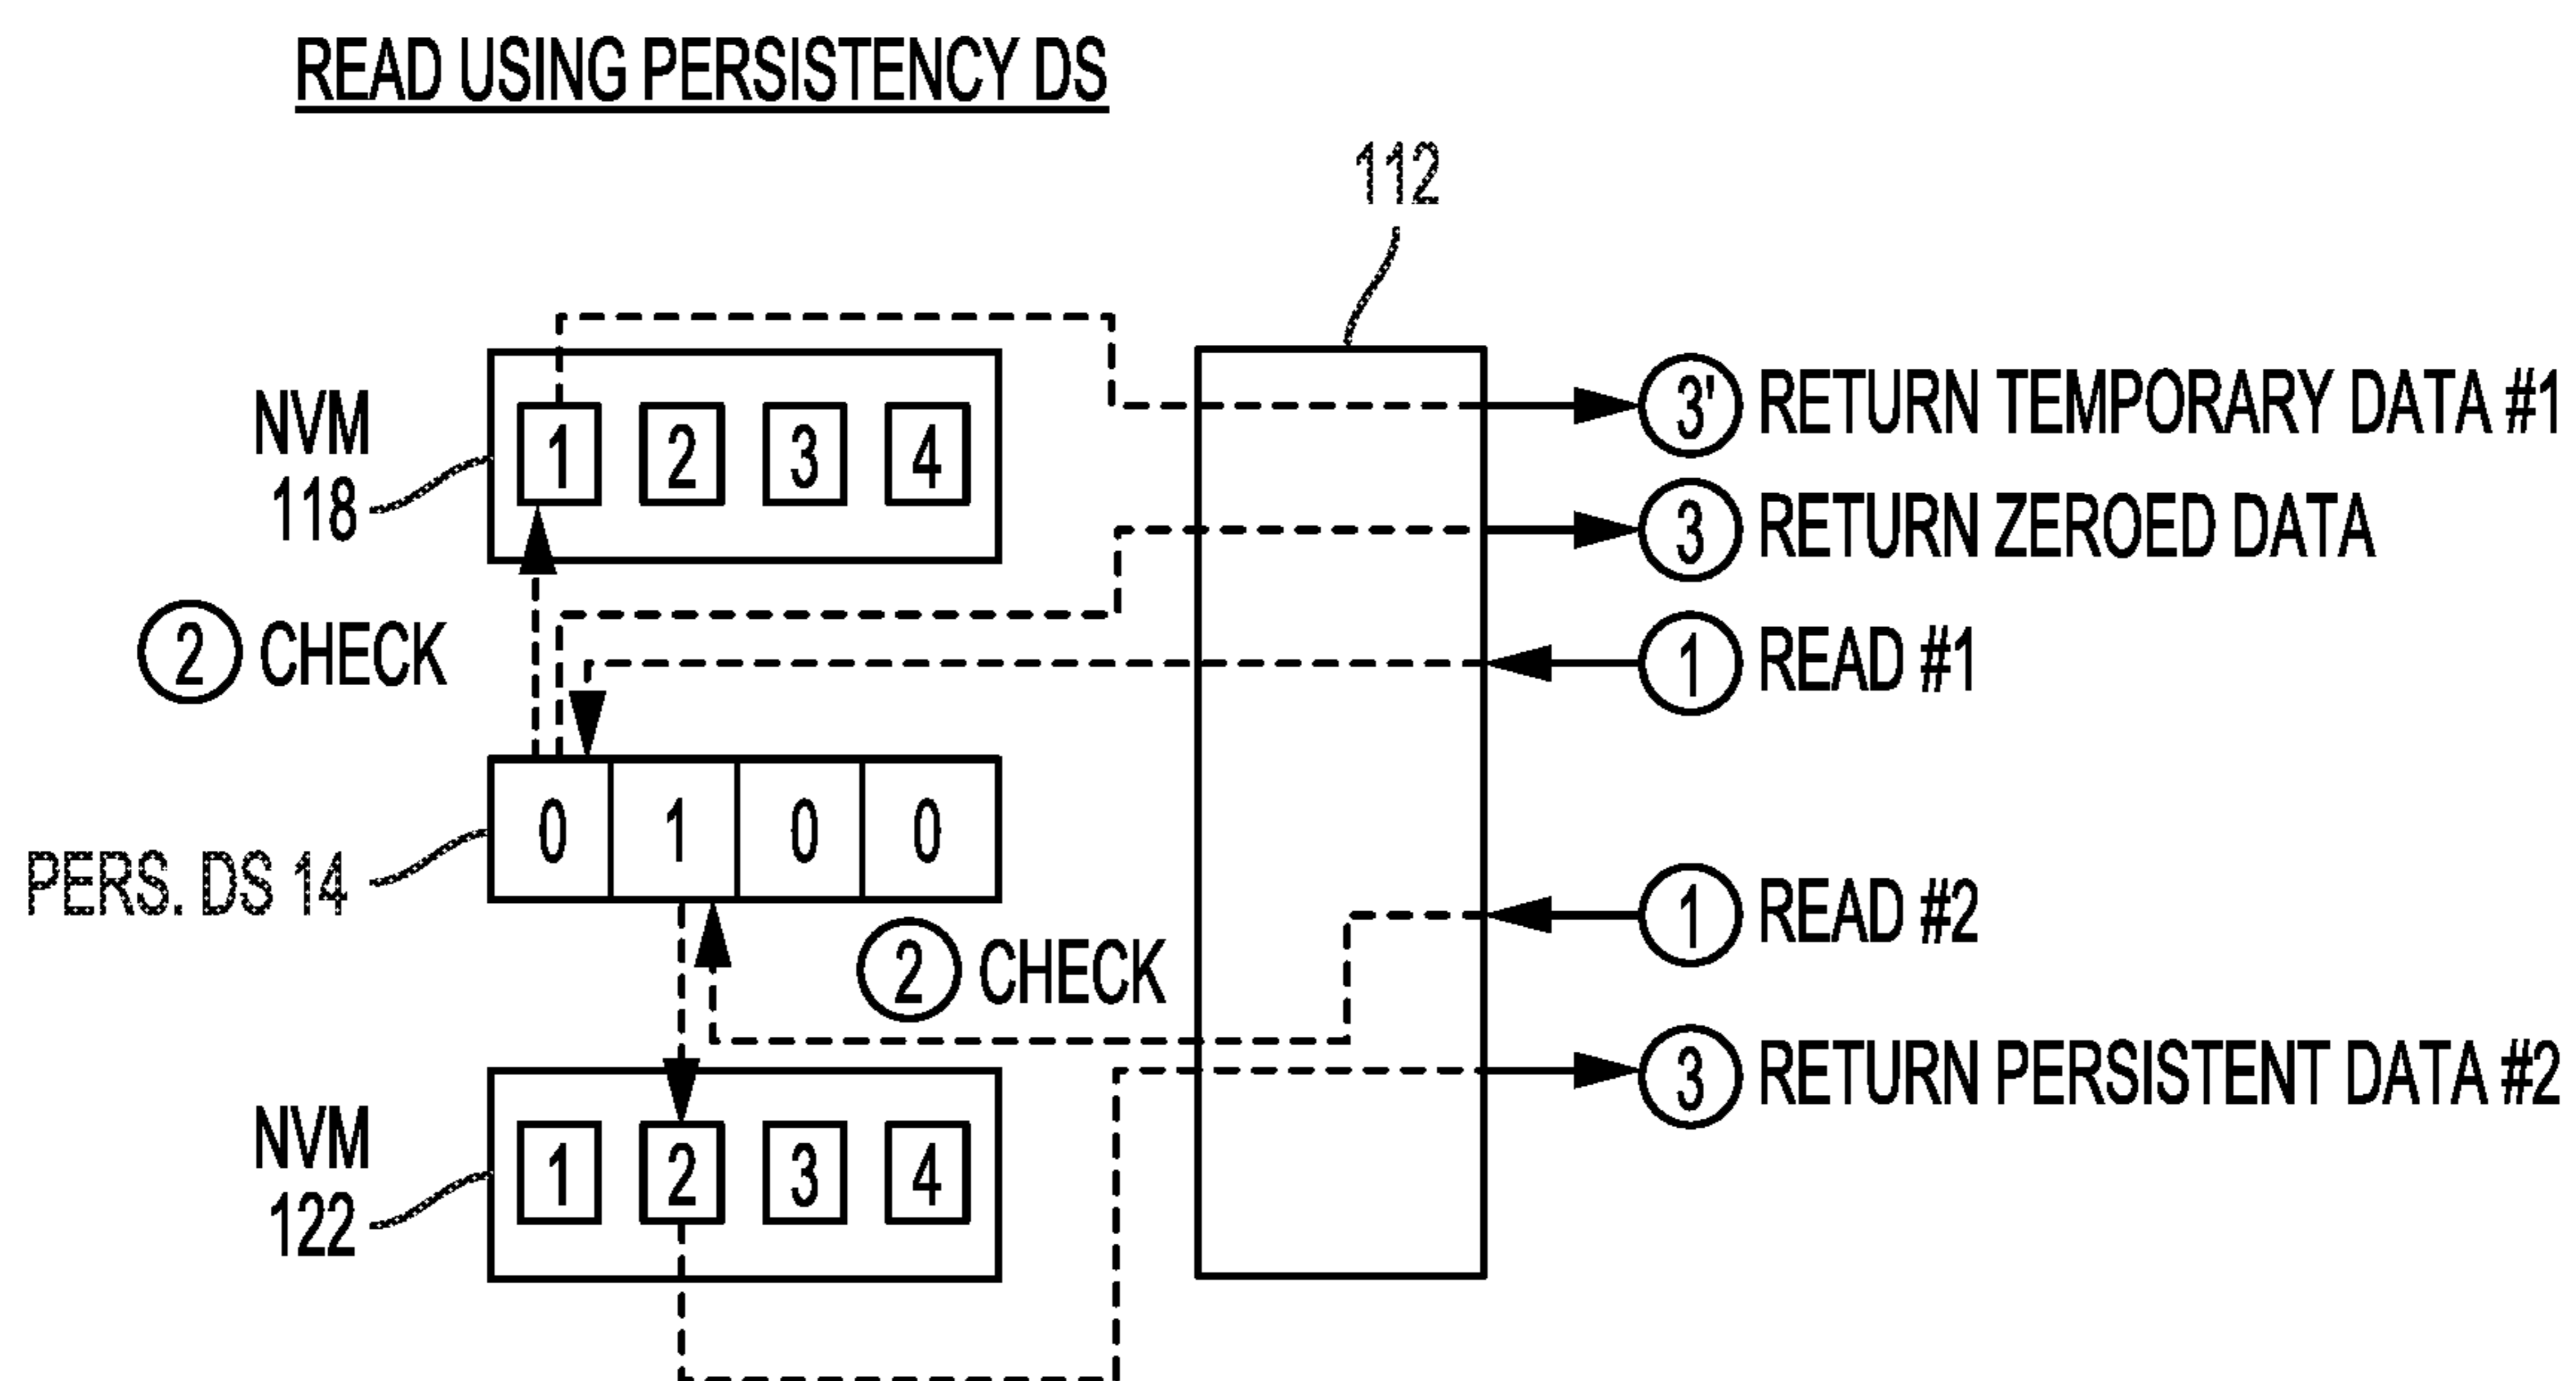 READ USING PERSISTENCY DS
112
NVM
118
1 2 3 4
3' RETURN TEMPORARY DATA #1
3 RETURN ZEROED DATA
2 CHECK
1 READ #1
PERS. DS 14
0 1 0 0
1 READ #2
2 CHECK
3 RETURN PERSISTENT DATA #2
NVM
122
1 2 3 4